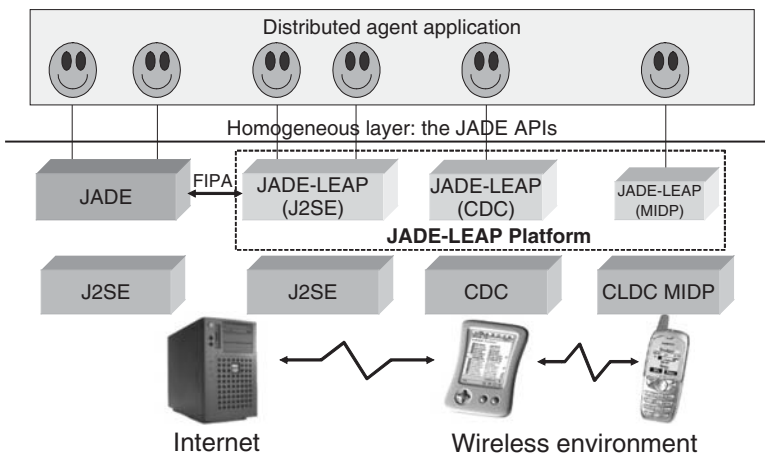 Distributed agent application
Homogeneous layer: the JADE APIs
JADE
FIPA
JADE-LEAP
(J2SE)
JADE-LEAP
(CDC)
JADE-LEAP
(MIDP)
JADE-LEAP Platform
J2SE
J2SE
CDC
CLDC MIDP
Internet
Wireless environment